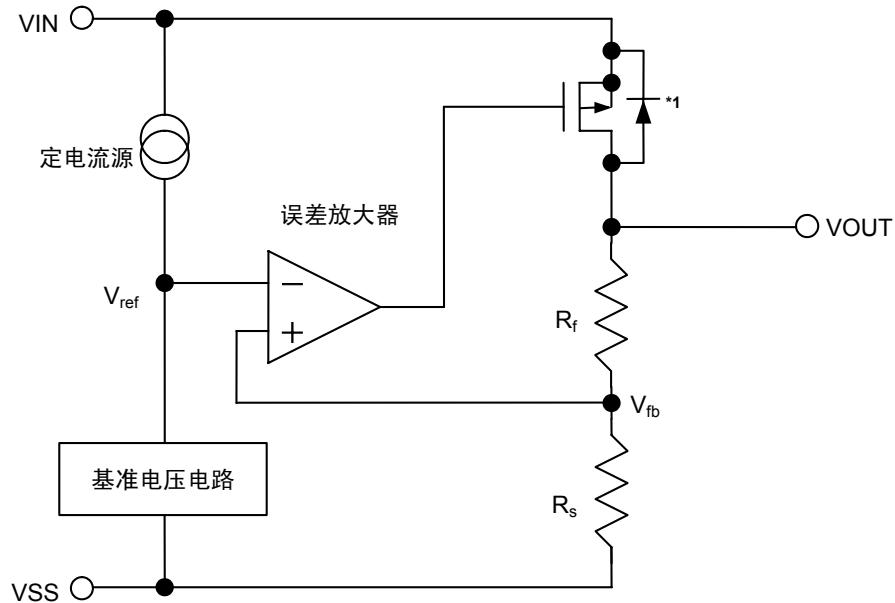 VIN
*1
定电流源
误差放大器
VOUT
Vref
−
+
Rf
Vfb
基准电压电路
Rs
VSS